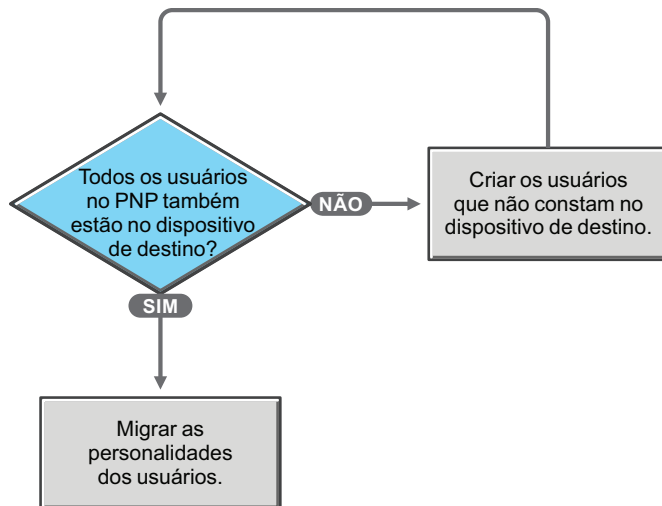 Todos os usuários
no PNP também
estão no dispositivo
de destino?
NÃO
Criar os usuários
que não constam no
dispositivo de destino.
SIM
Migrar as
personalidades
dos usuários.